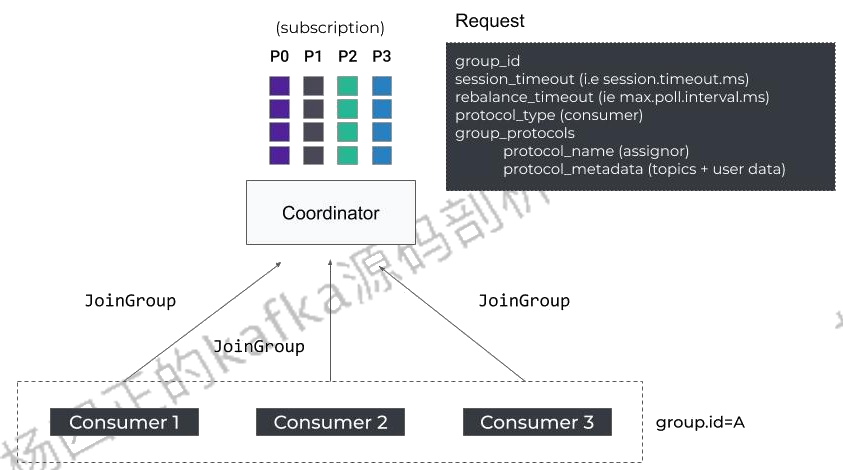 (subscription)
P0 P1 P2 P3
Request
group_id
session_timeout (i.e session.timeout.ms)
rebalance_timeout (ie max.poll.interval.ms)
protocol_type (consumer)
group_protocols
protocol_name (assignor)
protocol_metadata (topics + user data)
Coordinator
JoinGroup
JoinGroup
JoinGroup
Consumer 1
Consumer 2
Consumer 3
group.id=A
正的kafka源码剖析